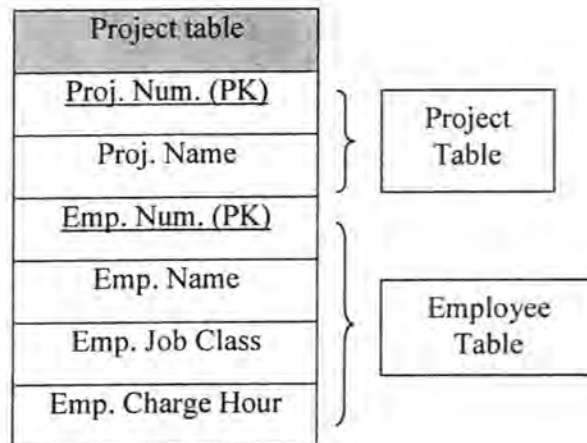 Project table
Proj. Num. (PK)
Proj. Name
Emp. Num. (PK)
Emp. Name
Emp. Job Class
Emp. Charge Hour
Project
Table
Employee
Table